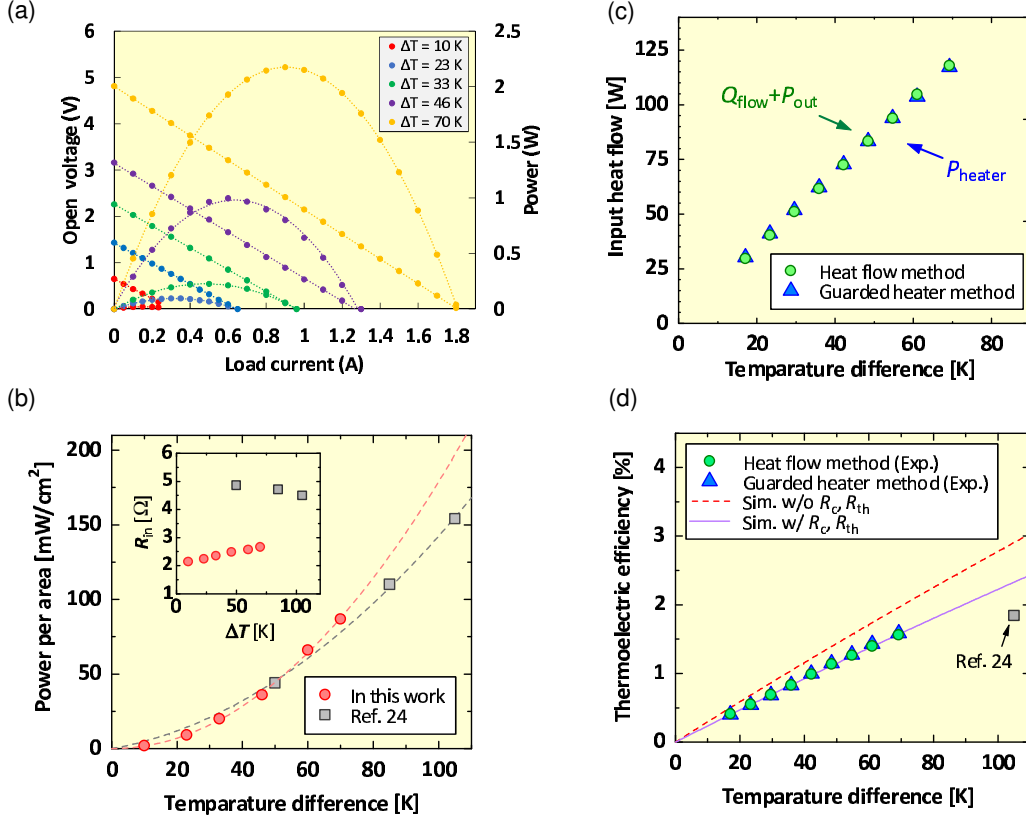 (a)
6
5
4
3
2
1
0
Open voltage (V)
2.5
2
1.5
1
0.5
0
Power (W)
ΔT = 10 K
ΔT = 23 K
ΔT = 33 K
ΔT = 46 K
ΔT = 70 K
0 0.2 0.4 0.6 0.8 1 1.2 1.4 1.6 1.8
Load current (A)
(c)
125
100
75
50
25
0
Input heat flow [W]
Qflow+Pout
Pheater
Heat flow method
Guarded heater method
0 20 40 60 80
Temparature difference [K]
(b)
200
150
100
50
0
Power per area [mW/cm²]
6
5
4
3
2
1
Rin [Ω]
0 50 100
ΔT [K]
In this work
Ref. 24
0 20 40 60 80 100
Temparature difference [K]
(d)
4
3
2
1
0
Thermoelectric efficiency [%]
Heat flow method (Exp.)
Guarded heater method (Exp.)
Sim. w/o Rc, Rth
Sim. w/ Rc, Rth
Ref. 24
0 20 40 60 80 100
Temparature difference [K]